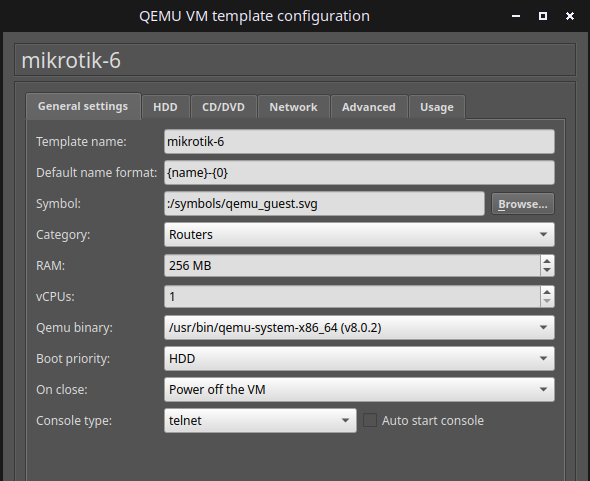 QEMU VM template configuration
mikrotik-6
General settings HDD CD/DVD Network Advanced Usage
Template name: mikrotik-6
Default name format: {name}-{0}
Symbol: :/symbols/qemu_guest.svg Browse...
Category: Routers
RAM: 256 MB
vCPUs: 1
Qemu binary: /usr/bin/qemu-system-x86_64 (v8.0.2)
Boot priority: HDD
On close: Power off the VM
Console type: telnet Auto start console